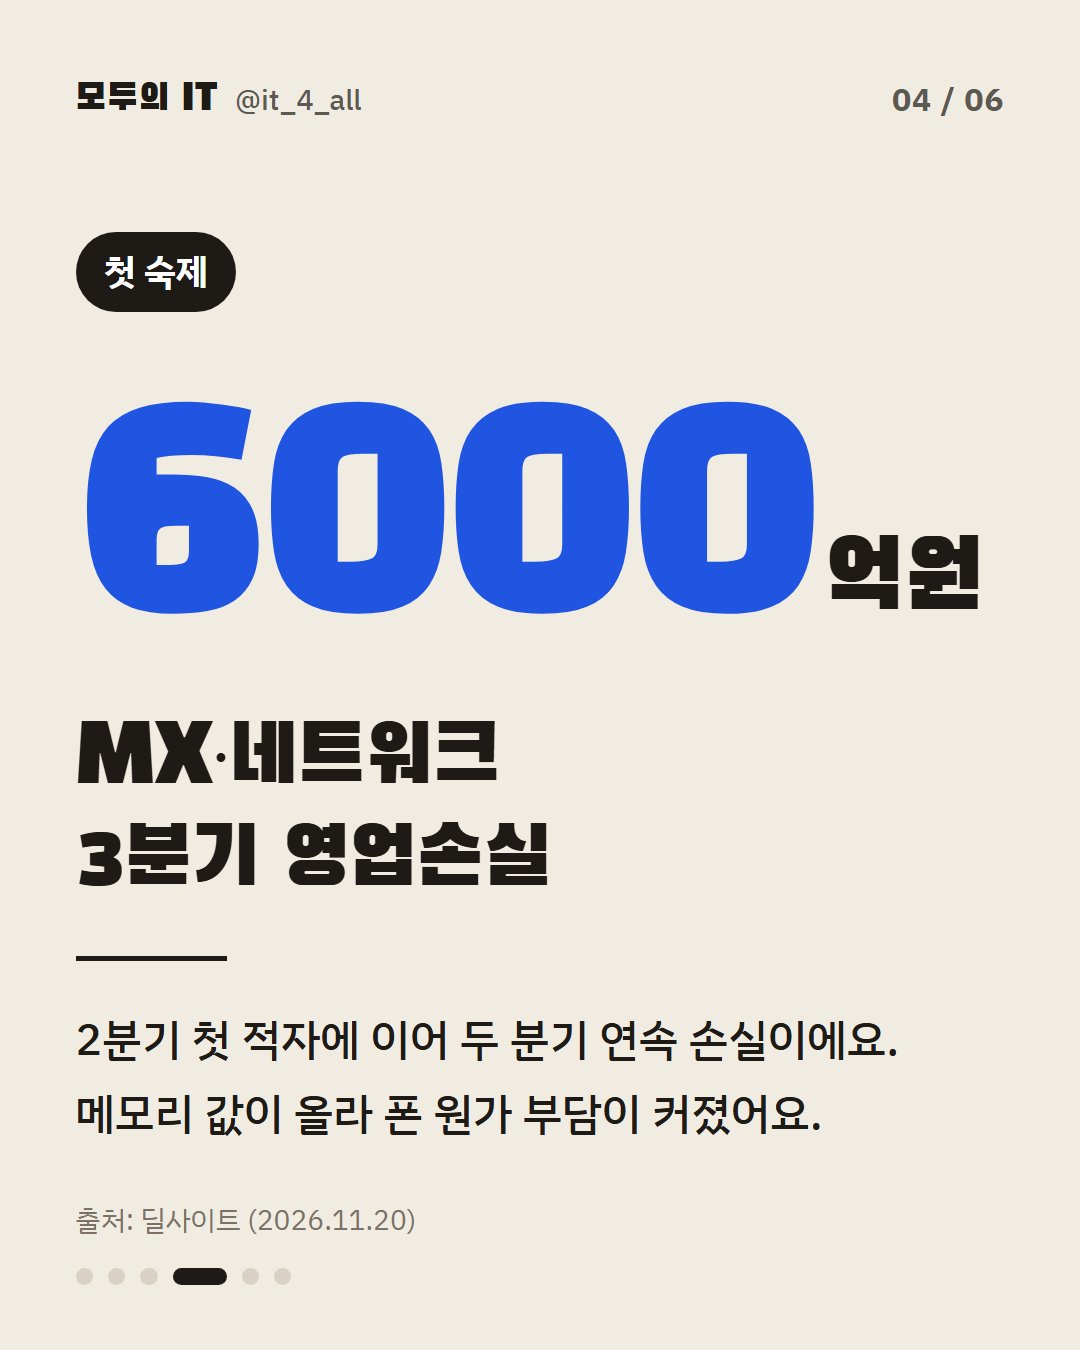 모두의 IT @it_4_all
04 / 06
첫 숙제
6000억원
MX·네트워크
3분기 영업손실
2분기 첫 적자에 이어 두 분기 연속 손실이에요.
메모리 값이 올라 폰 원가 부담이 커졌어요.
출처: 딜사이트 (2026.11.20)